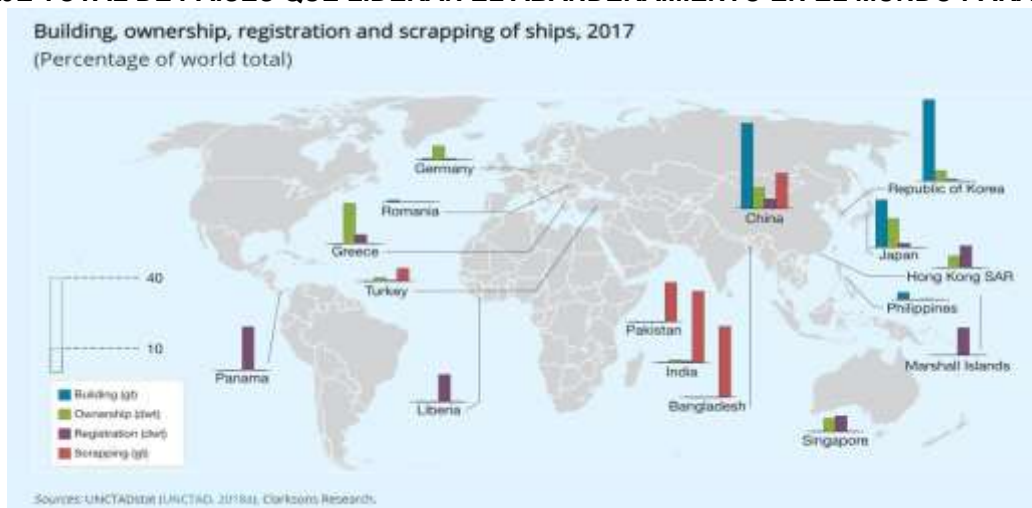 Building, ownership, registration and scrapping of ships, 2017
(Percentage of world total)
Germany
Romania
Greece
Turkey
China
Republic of Korea
Japan
Hong Kong SAR
Philippines
Marshall Islands
40
10
Panama
Liberia
Pakistan
India
Bangladesh
Singapore
Building (gt)
Ownership (dwt)
Registration (dwt)
Scrapping (gt)
Sources: UNCTADstat (UNCTAD, 2018a), Clarksons Research.